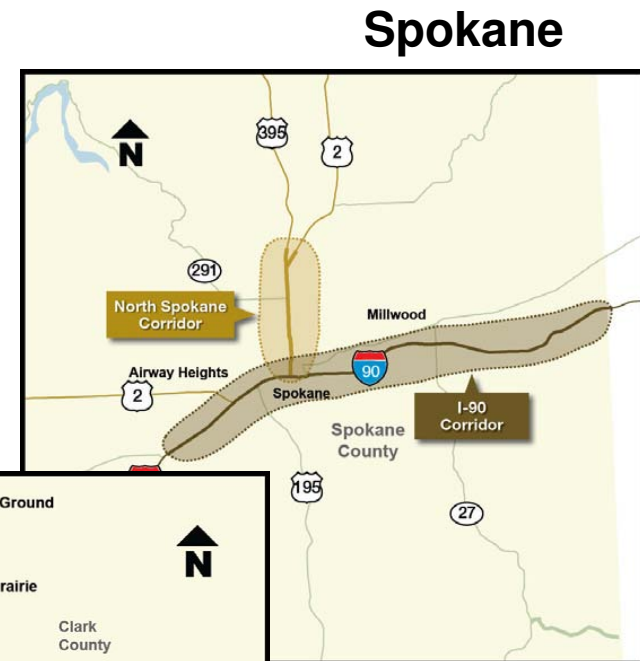 Spokane
395
2
N
291
North Spokane
Corridor
Millwood
90
Airway Heights
2
Spokane
I-90
Corridor
Spokane
County
195
27
Ground
N
rairie
Clark
County